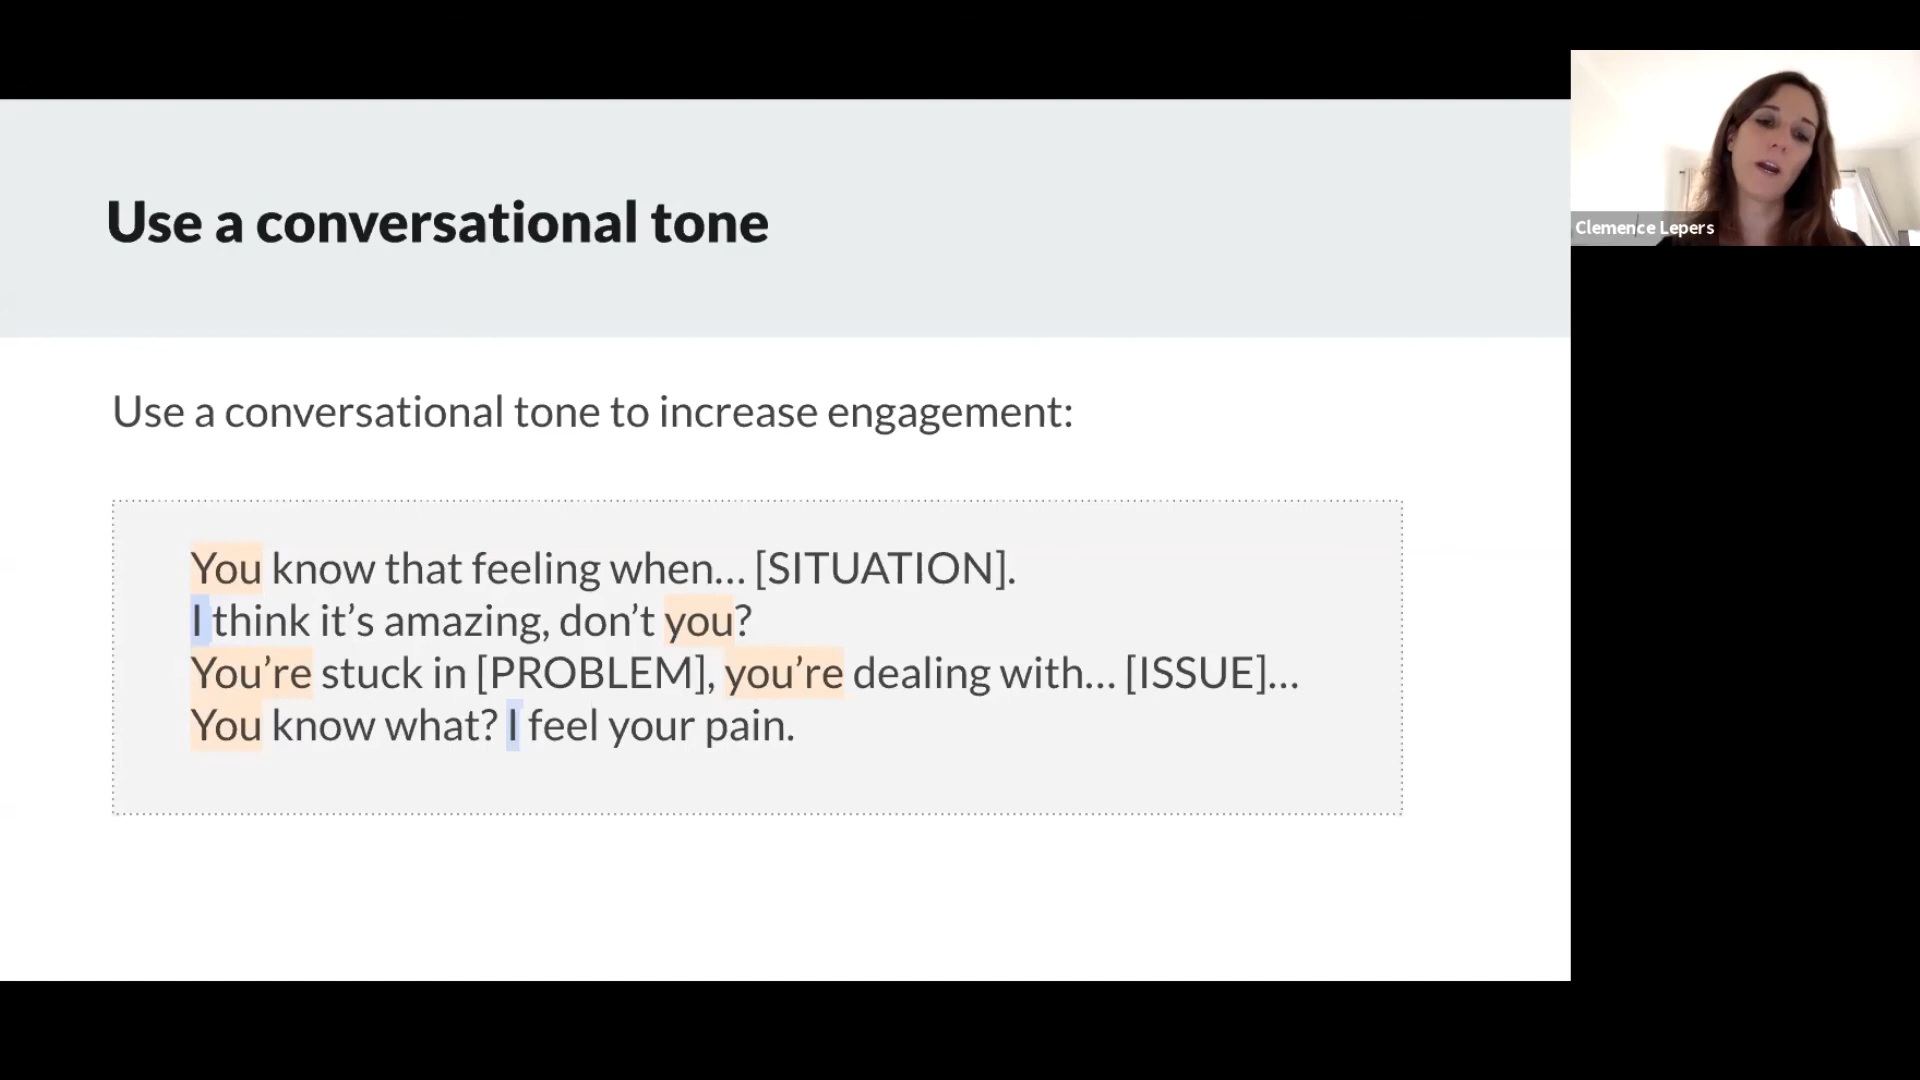 Use a conversational tone
Clemence Lepers
Use a conversational tone to increase engagement:
You know that feeling when... [SITUATION].
I think it’s amazing, don’t you?
You’re stuck in [PROBLEM], you’re dealing with... [ISSUE]...
You know what? I feel your pain.